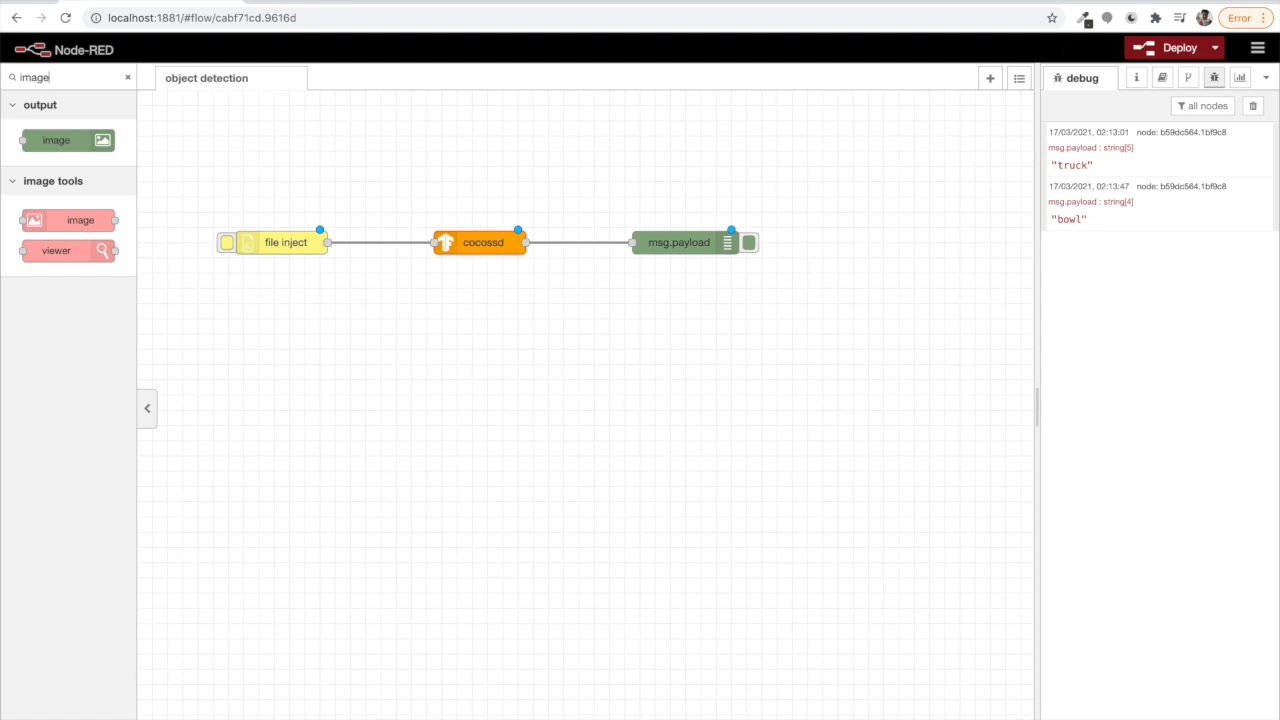 localhost:1881/#flow/cabf71cd.9616d
Error
Node-RED
Deploy
image
object detection
debug
i
all nodes
output
image
image tools
image
viewer
file inject
cocossd
msg.payload
17/03/2021, 02:13:01 node: b59dc564.1bf9c8
msg.payload : string[5]
"truck"
17/03/2021, 02:13:47 node: b59dc564.1bf9c8
msg.payload : string[4]
"bowl"